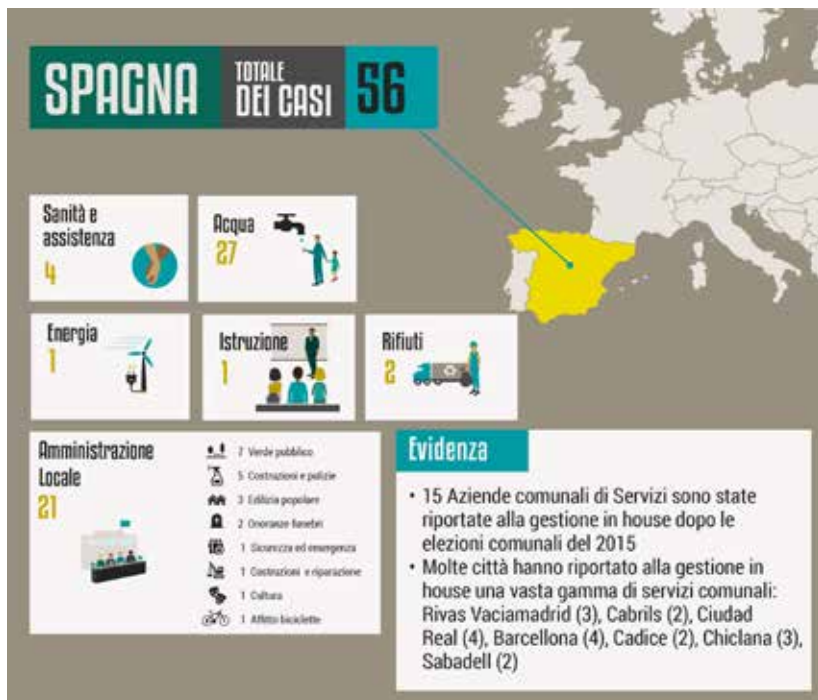 SPAGNA
TOTALE
DEI CASI
56
Sanità e
assistenza
4
Acqua
27
Energia
1
Istruzione
1
Rifiuti
2
Amministrazione
Locale
21
7 Verde pubblico
5 Costruzioni e pulizie
3 Edilizia popolare
2 Onoranze funebri
1 Sicurezza ed emergenza
1 Costruzioni e riparazione
1 Cultura
1 Affitto biciclette
Evidenza
• 15 Aziende comunali di Servizi sono state
riportate alla gestione in house dopo le
elezioni comunali del 2015
• Molte città hanno riportato alla gestione in
house una vasta gamma di servizi comunali:
Rivas Vaciamadrid (3), Cabrils (2), Ciudad
Real (4), Barcellona (4), Cadice (2), Chiclana (3),
Sabadell (2)